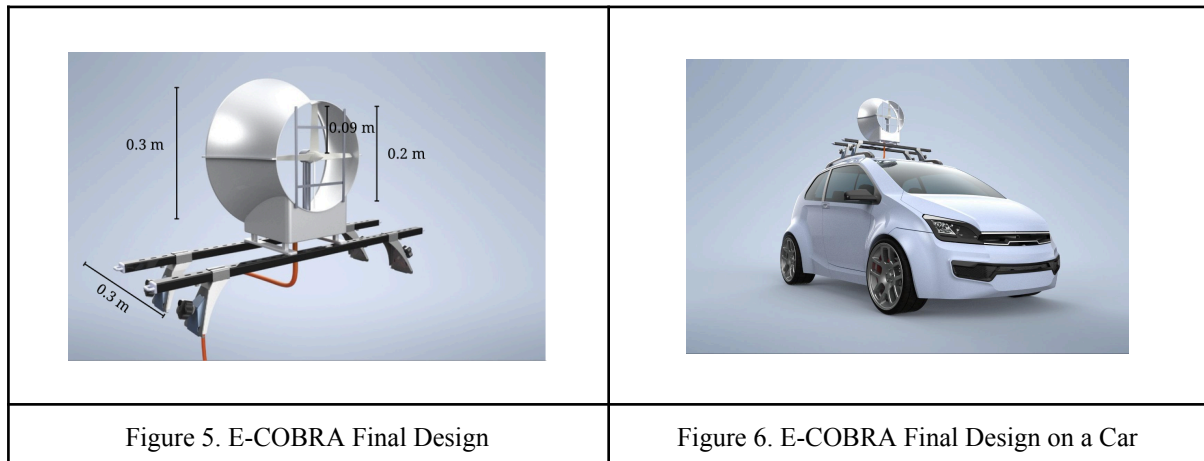 0.3 m
0.09 m
0.2 m
0.3 m
Figure 5. E-COBRA Final Design
Figure 6. E-COBRA Final Design on a Car